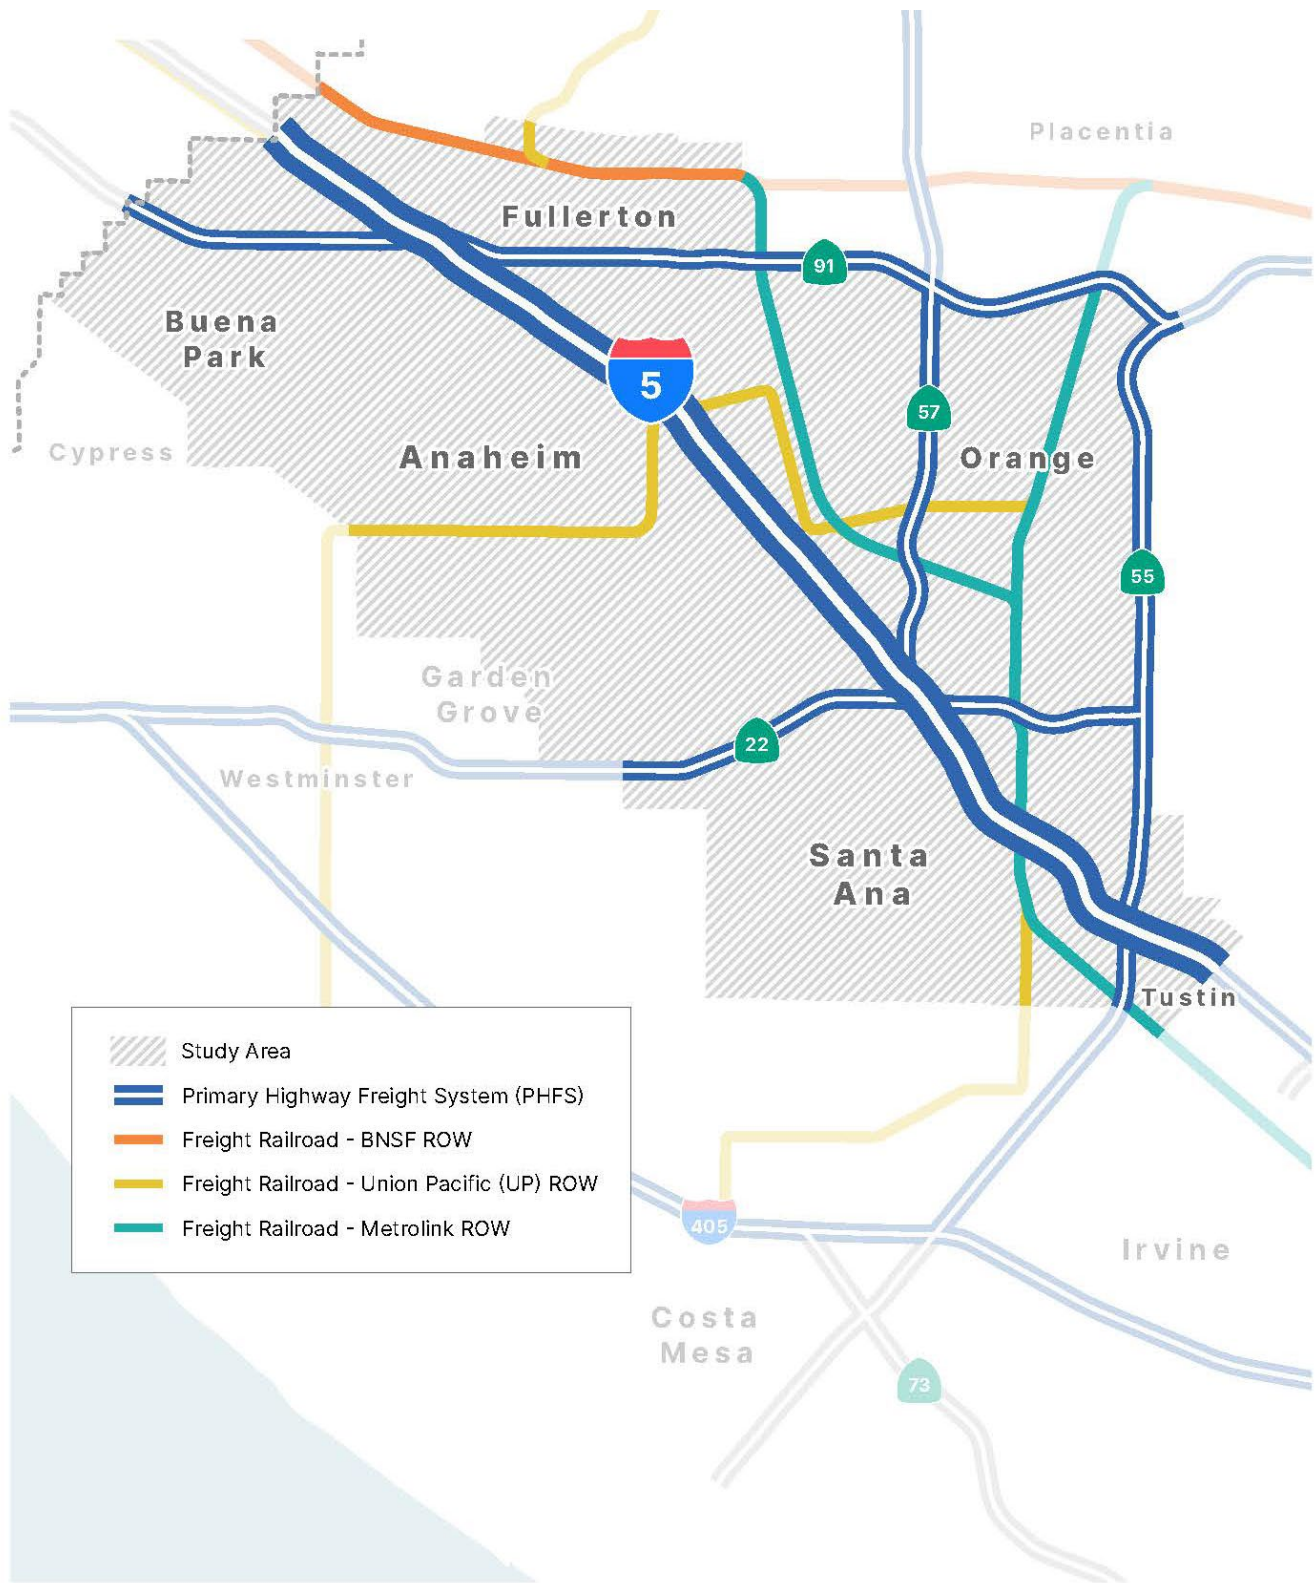 Placentia
Fullerton
91
Buena
Park
5
57
Cypress
Anaheim
Orange
55
Garden
Grove
22
Westminster
Santa
Ana
Tustin
Study Area
Primary Highway Freight System (PHFS)
Freight Railroad - BNSF ROW
Freight Railroad - Union Pacific (UP) ROW
Freight Railroad - Metrolink ROW
405
Irvine
Costa
Mesa
73